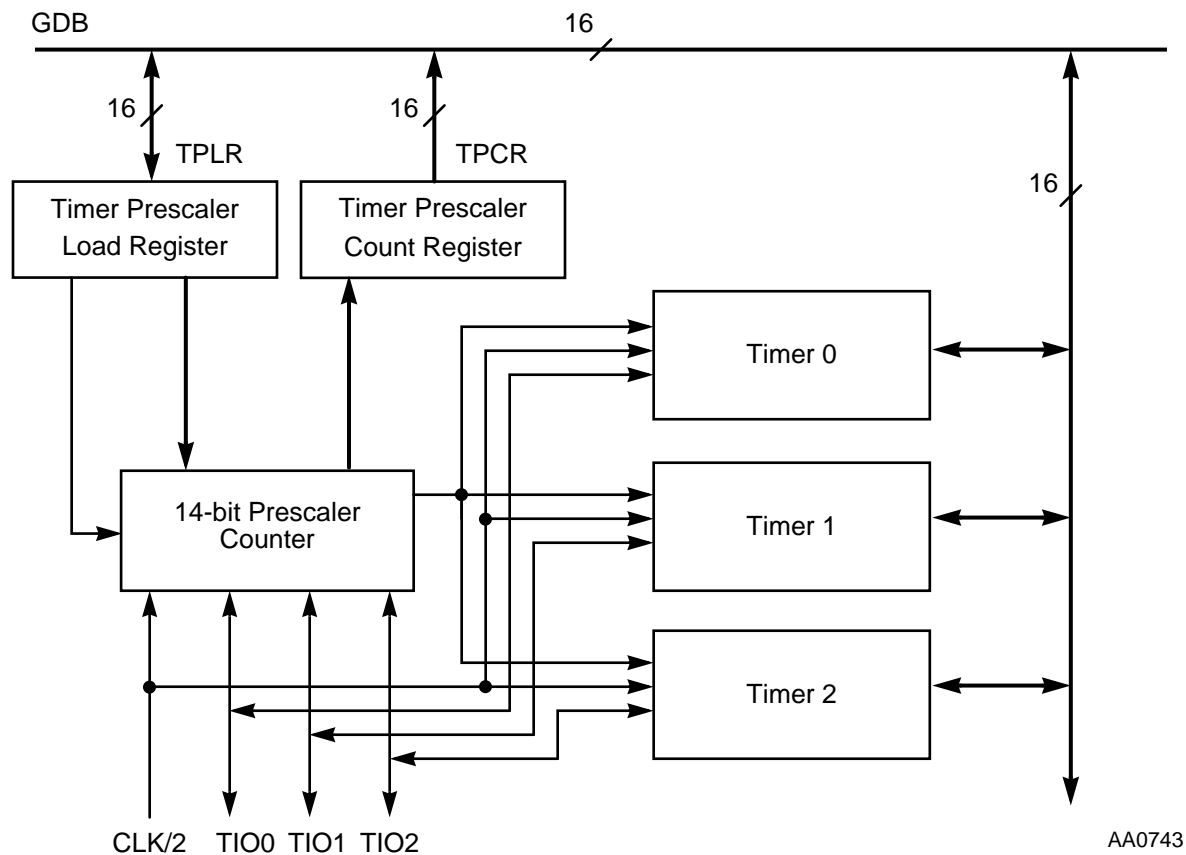 GDB
16
16
16
TPLR
TPCR
16
Timer Prescaler
Load Register
Timer Prescaler
Count Register
Timer 0
14-bit Prescaler
Counter
Timer 1
Timer 2
CLK/2
TIO0
TIO1
TIO2
AA0743